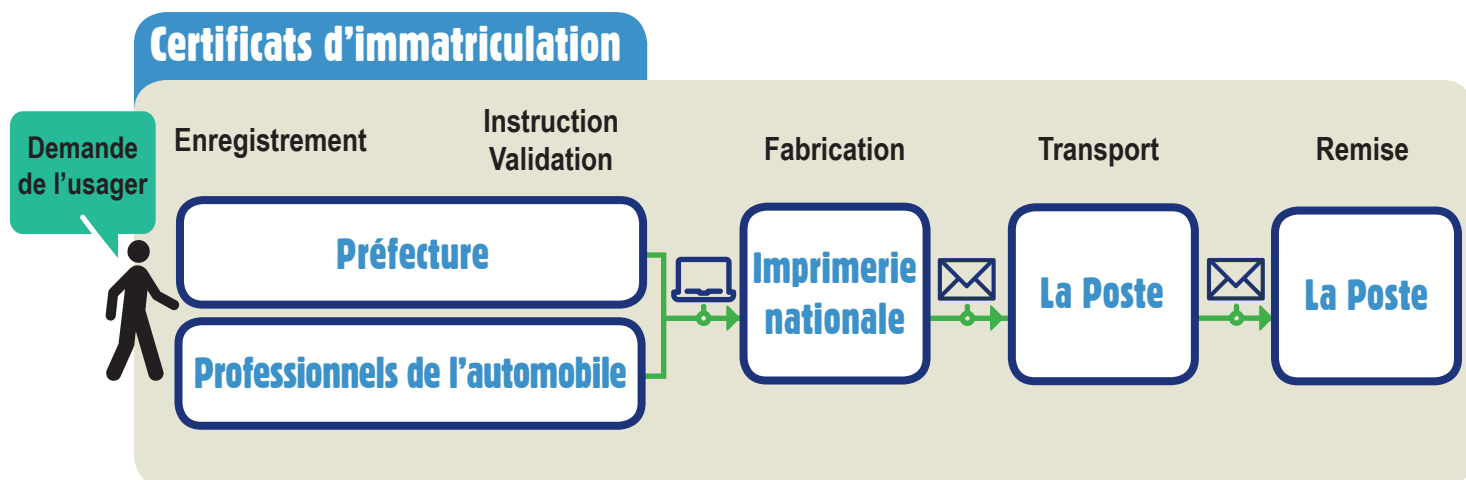 Certificats d’immatriculation
Demande
de l’usager
Enregistrement
Instruction
Validation
Fabrication
Transport
Remise
Préfecture
Professionnels de l’automobile
Imprimerie
nationale
La Poste
La Poste